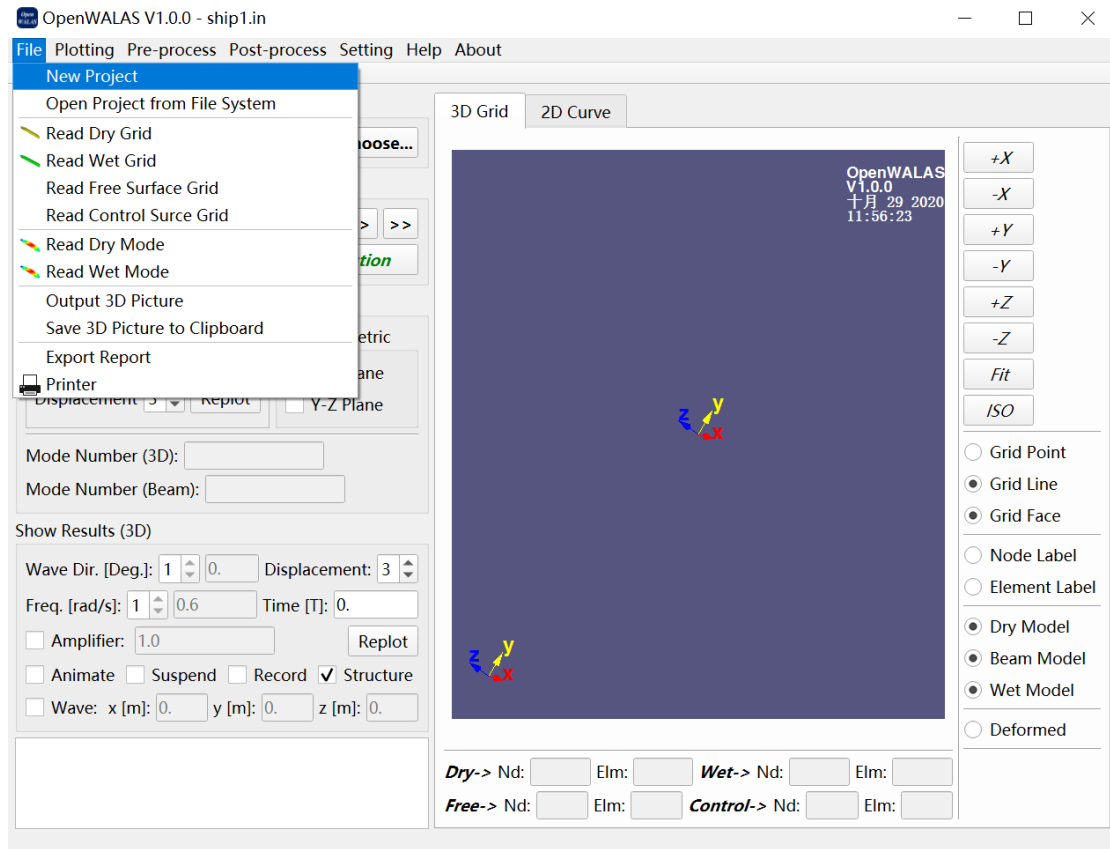 OpenWALAS V1.0.0 - ship1.in
File Plotting Pre-process Post-process Setting Help About
New Project
Open Project from File System
Read Dry Grid
Read Wet Grid
Read Free Surface Grid
Read Control Surce Grid
Read Dry Mode
Read Wet Mode
Output 3D Picture
Save 3D Picture to Clipboard
Export Report
Printer
oose...
> >>
tion
etric
ane
Displacement 3 Replot Y-Z Plane
Mode Number (3D):
Mode Number (Beam):
Show Results (3D)
Wave Dir. [Deg.]: 1 0. Displacement: 3
Freq. [rad/s]: 1 0.6 Time [T]: 0.
Amplifier: 1.0 Replot
Animate Suspend Record Structure
Wave: x [m]: 0. y [m]: 0. z [m]: 0.
3D Grid 2D Curve
OpenWALAS
V1.0.0
十月 29 2020
11:56:23
z y x
z y x
Dry-> Nd: Elm: Wet-> Nd: Elm:
Free-> Nd: Elm: Control-> Nd: Elm:
+X
-X
+Y
-Y
+Z
-Z
Fit
ISO
Grid Point
Grid Line
Grid Face
Node Label
Element Label
Dry Model
Beam Model
Wet Model
Deformed